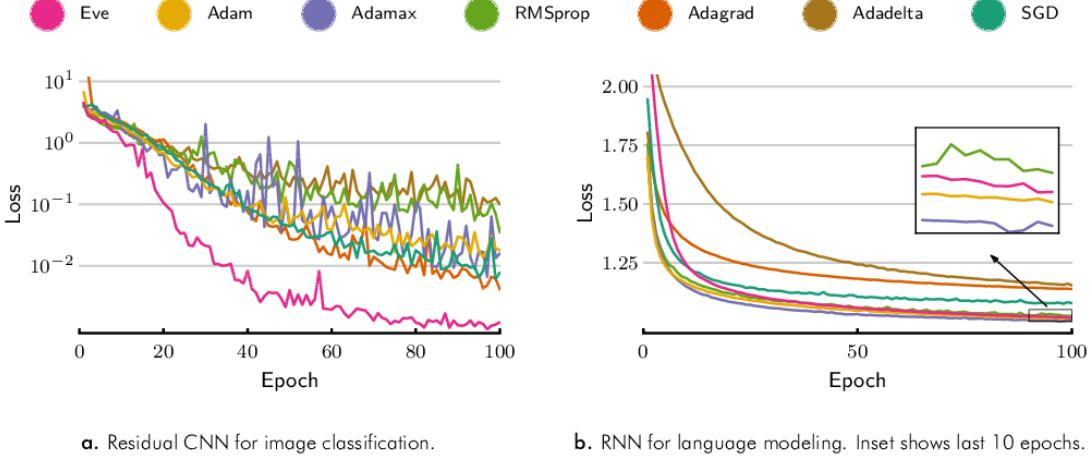 Eve Adam Adamax RMSprop Adagrad Adadelta SGD
10^1
10^0
10^-1
10^-2
Loss
0 20 40 60 80 100
Epoch
a. Residual CNN for image classification.
2.00
1.75
1.50
1.25
Loss
0 50 100
Epoch
b. RNN for language modeling. Inset shows last 10 epochs.